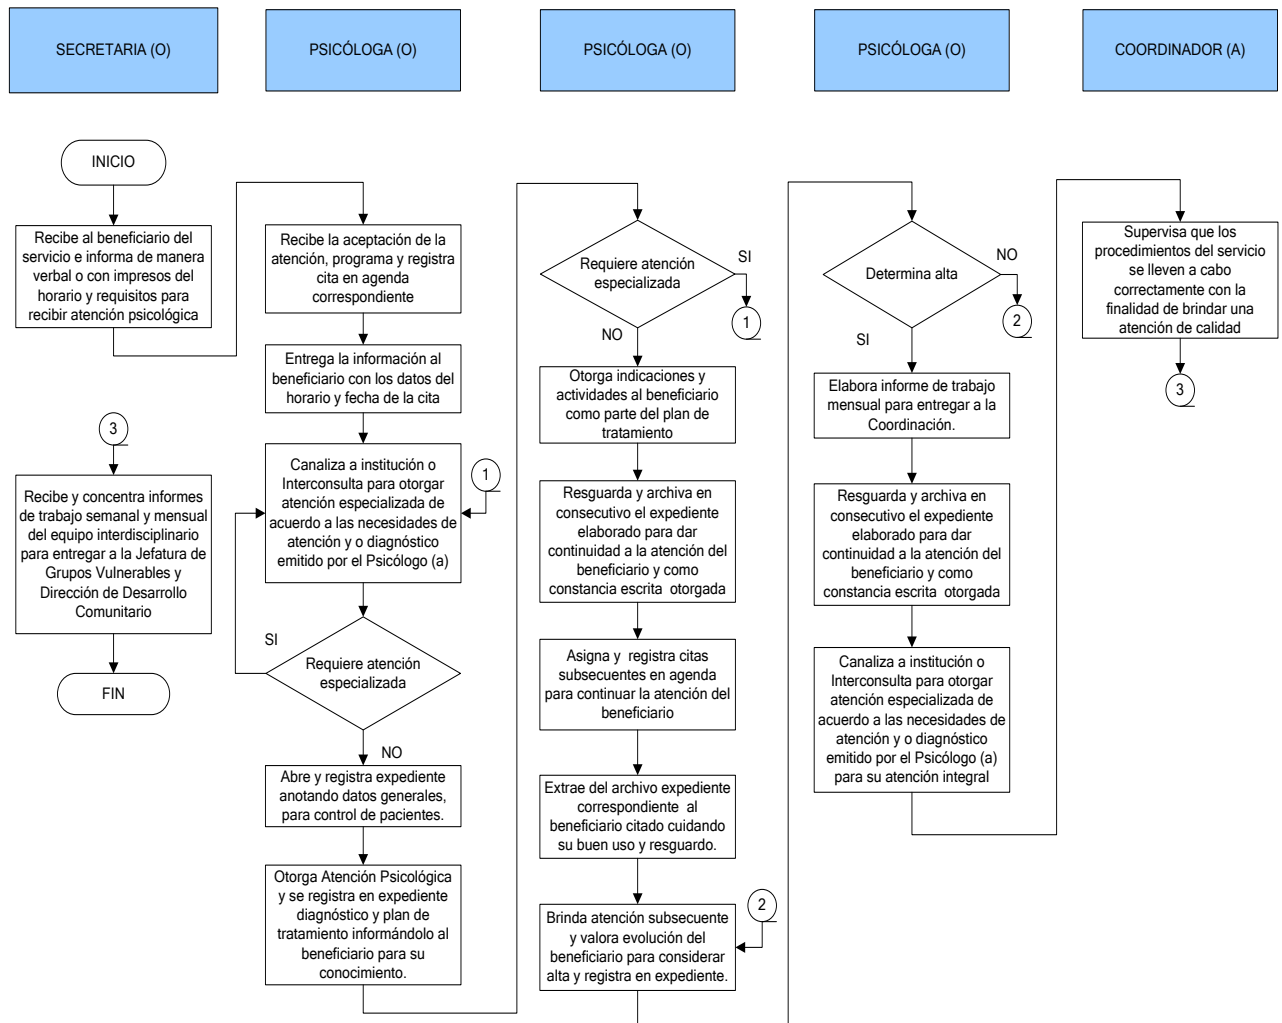 SECRETARIA (O)
PSICÓLOGA (O)
PSICÓLOGA (O)
PSICÓLOGA (O)
COORDINADOR (A)
INICIO
Recibe al beneficiario del
servicio e informa de manera
verbal o con impresos del
horario y requisitos para
recibir atención psicológica
3
Recibe y concentra informes
de trabajo semanal y mensual
del equipo interdisciplinario
para entregar a la Jefatura de
Grupos Vulnerables y
Dirección de Desarrollo
Comunitario
FIN
Recibe la aceptación de la
atención, programa y registra
cita en agenda
correspondiente
Entrega la información al
beneficiario con los datos del
horario y fecha de la cita
Canaliza a institución o
Interconsulta para otorgar
atención especializada de
acuerdo a las necesidades de
atención y o diagnóstico
emitido por el Psicólogo (a)
1
SI
Requiere atención
especializada
NO
Abre y registra expediente
anotando datos generales,
para control de pacientes.
Otorga Atención Psicológica
y se registra en expediente
diagnóstico y plan de
tratamiento informándolo al
beneficiario para su
conocimiento.
Requiere atención
especializada
SI
1
NO
Otorga indicaciones y
actividades al beneficiario
como parte del plan de
tratamiento
Resguarda y archiva en
consecutivo el expediente
elaborado para dar
continuidad a la atención del
beneficiario y como
constancia escrita otorgada
Asigna y registra citas
subsecuentes en agenda
para continuar la atención del
beneficiario
Extrae del archivo expediente
correspondiente al
beneficiario citado cuidando
su buen uso y resguardo.
Brinda atención subsecuente
y valora evolución del
beneficiario para considerar
alta y registra en expediente.
2
Determina alta
NO
2
SI
Elabora informe de trabajo
mensual para entregar a la
Coordinación.
Resguarda y archiva en
consecutivo el expediente
elaborado para dar
continuidad a la atención del
beneficiario y como
constancia escrita otorgada
Canaliza a institución o
Interconsulta para otorgar
atención especializada de
acuerdo a las necesidades de
atención y o diagnóstico
emitido por el Psicólogo (a)
para su atención integral
Supervisa que los
procedimientos del servicio
se lleven a cabo
correctamente con la
finalidad de brindar una
atención de calidad
3